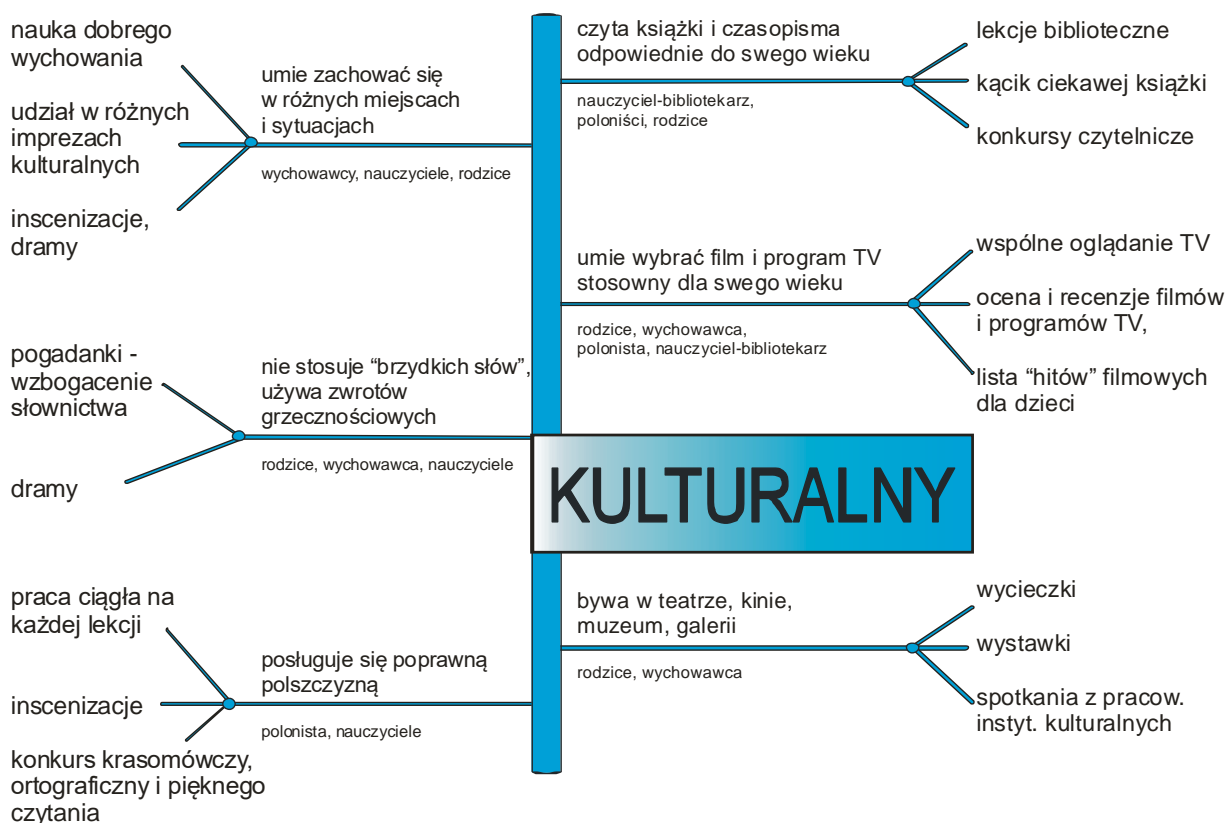 nauka dobrego
wychowania
udział w różnych
imprezach
kulturalnych
inscenizacje,
dramy
umie zachować się
w różnych miejscach
i sytuacjach
wychowawcy, nauczyciele, rodzice
czyta książki i czasopisma
odpowiednie do swego wieku
nauczyciel-bibliotekarz,
poloniści, rodzice
lekcje biblioteczne
kącik ciekawej książki
konkursy czytelnicze
umie wybrać film i program TV
stosowny dla swego wieku
rodzice, wychowawca,
polonista, nauczyciel-bibliotekarz
wspólne oglądanie TV
ocena i recenzje filmów
i programów TV,
lista “hitów” filmowych
dla dzieci
pogadanki -
wzbogacenie
słownictwa
dramy
nie stosuje “brzydkich słów”,
używa zwrotów
grzecznościowych
rodzice, wychowawca, nauczyciele
KULTURALNY
praca ciągła na
każdej lekcji
inscenizacje
konkurs krasomówczy,
ortograficzny i pięknego
czytania
posługuje się poprawną
polszczyzną
polonista, nauczyciele
bywa w teatrze, kinie,
muzeum, galerii
rodzice, wychowawca
wycieczki
wystawki
spotkania z pracow.
instyt. kulturalnych